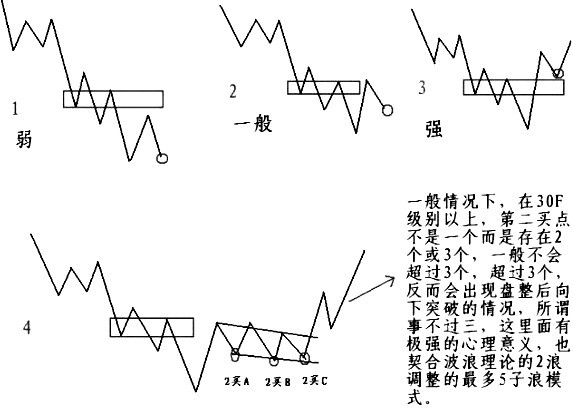 1
弱
2
一般
3
强
4
2买A
2买B
2买C
一般情况下，在30F
级别以上，第二买点
不是一个而是存在2
个或3个，一般不会
超过3个，超过3个，
反而会出现盘整后向
下突破的情况，所谓
事不过三，这里面有
极强的心理意义，也
契合波浪理论的2浪
调整的最多5子浪模
式。